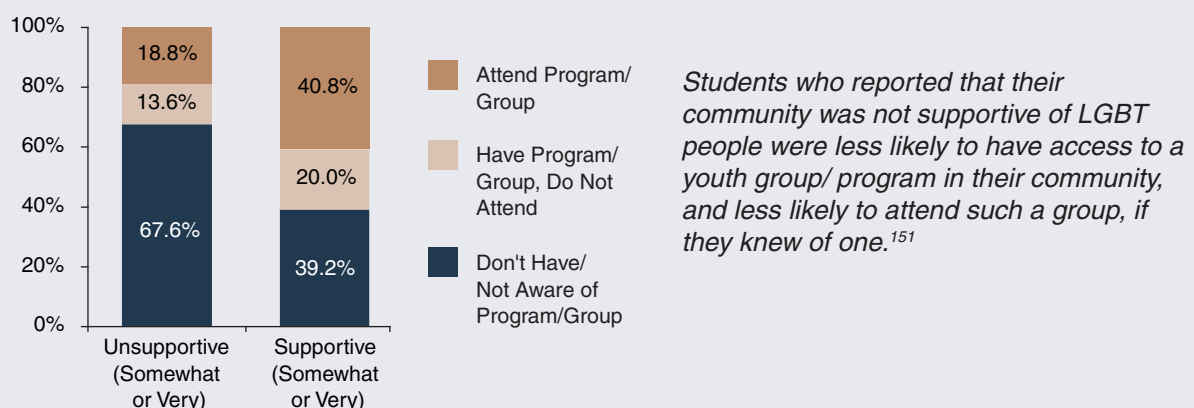 100%
80%
60%
40%
20%
0%
18.8%
13.6%
67.6%
40.8%
20.0%
39.2%
Unsupportive
(Somewhat
or Very)
Supportive
(Somewhat
or Very)
Attend Program/
Group
Have Program/
Group, Do Not
Attend
Don't Have/
Not Aware of
Program/Group
Students who reported that their
community was not supportive of LGBT
people were less likely to have access to a
youth group/ program in their community,
and less likely to attend such a group, if
they knew of one.151